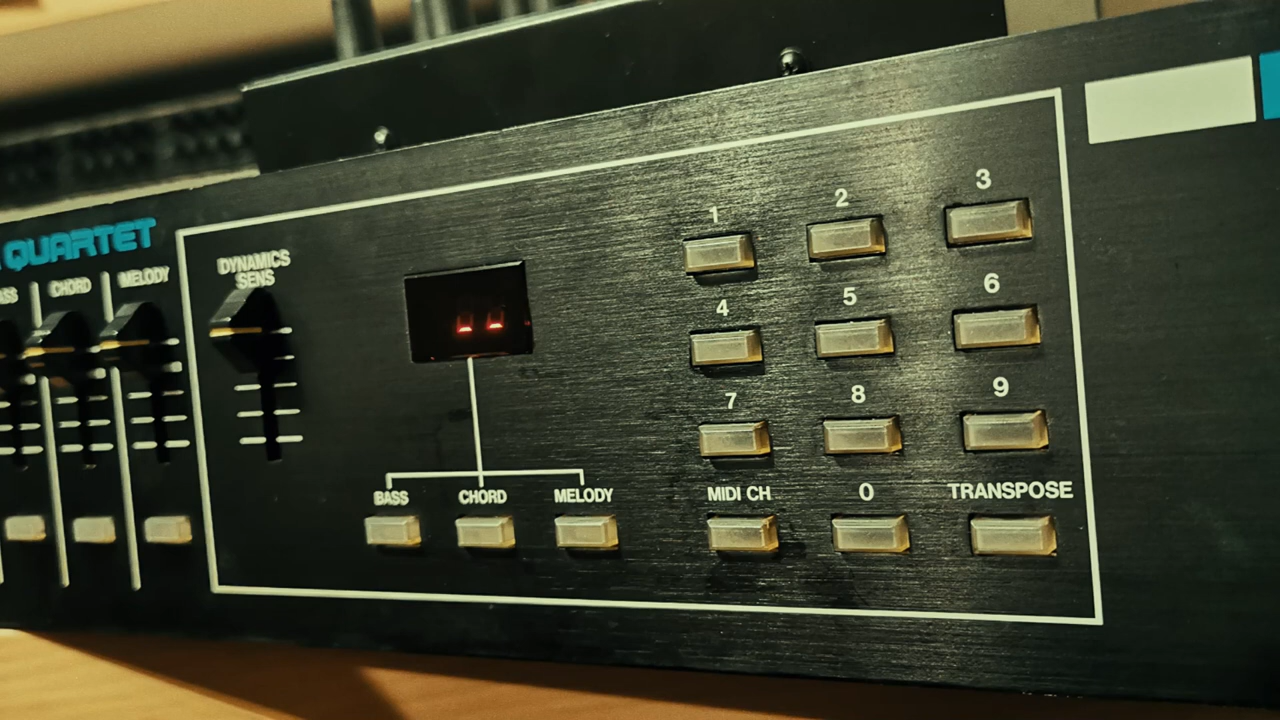 QUARTET
CHORD MELODY
DYNAMICS
SENS
BASS CHORD MELODY
1 2 3
4 5 6
7 8 9
MIDI CH 0 TRANSPOSE